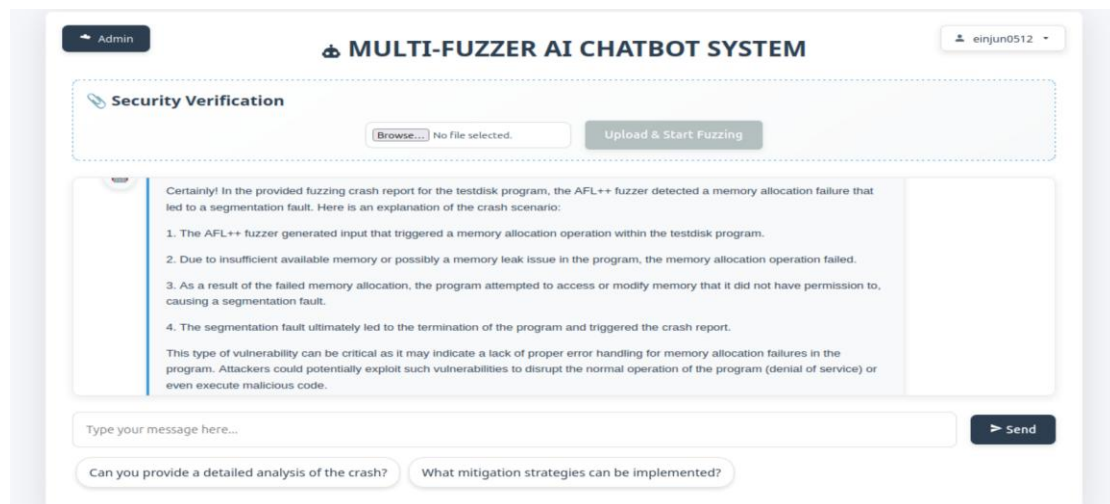 Admin
MULTI-FUZZER AI CHATBOT SYSTEM
einjun0512
Security Verification
Browse... No file selected.
Upload & Start Fuzzing
Certainly! In the provided fuzzing crash report for the testdisk program, the AFL++ fuzzer detected a memory allocation failure that
led to a segmentation fault. Here is an explanation of the crash scenario:
1. The AFL++ fuzzer generated input that triggered a memory allocation operation within the testdisk program.
2. Due to insufficient available memory or possibly a memory leak issue in the program, the memory allocation operation failed.
3. As a result of the failed memory allocation, the program attempted to access or modify memory that it did not have permission to,
causing a segmentation fault.
4. The segmentation fault ultimately led to the termination of the program and triggered the crash report.
This type of vulnerability can be critical as it may indicate a lack of proper error handling for memory allocation failures in the
program. Attackers could potentially exploit such vulnerabilities to disrupt the normal operation of the program (denial of service) or
even execute malicious code.
Type your message here...
Send
Can you provide a detailed analysis of the crash?
What mitigation strategies can be implemented?